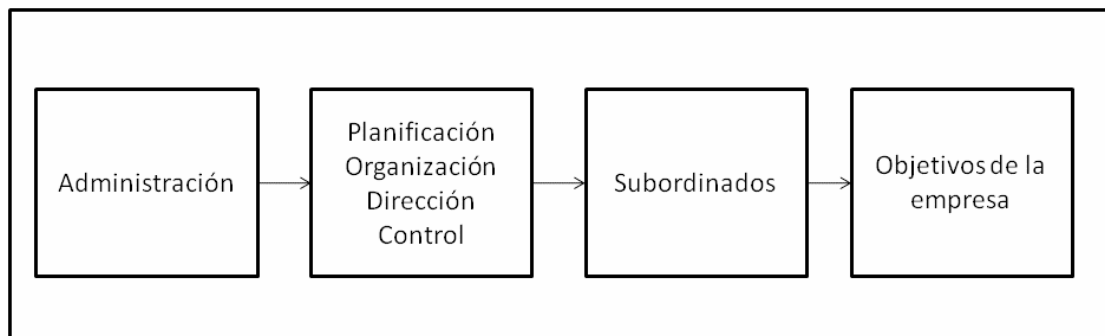 Administración
Planificación
Organización
Dirección
Control
Subordinados
Objetivos de la
empresa